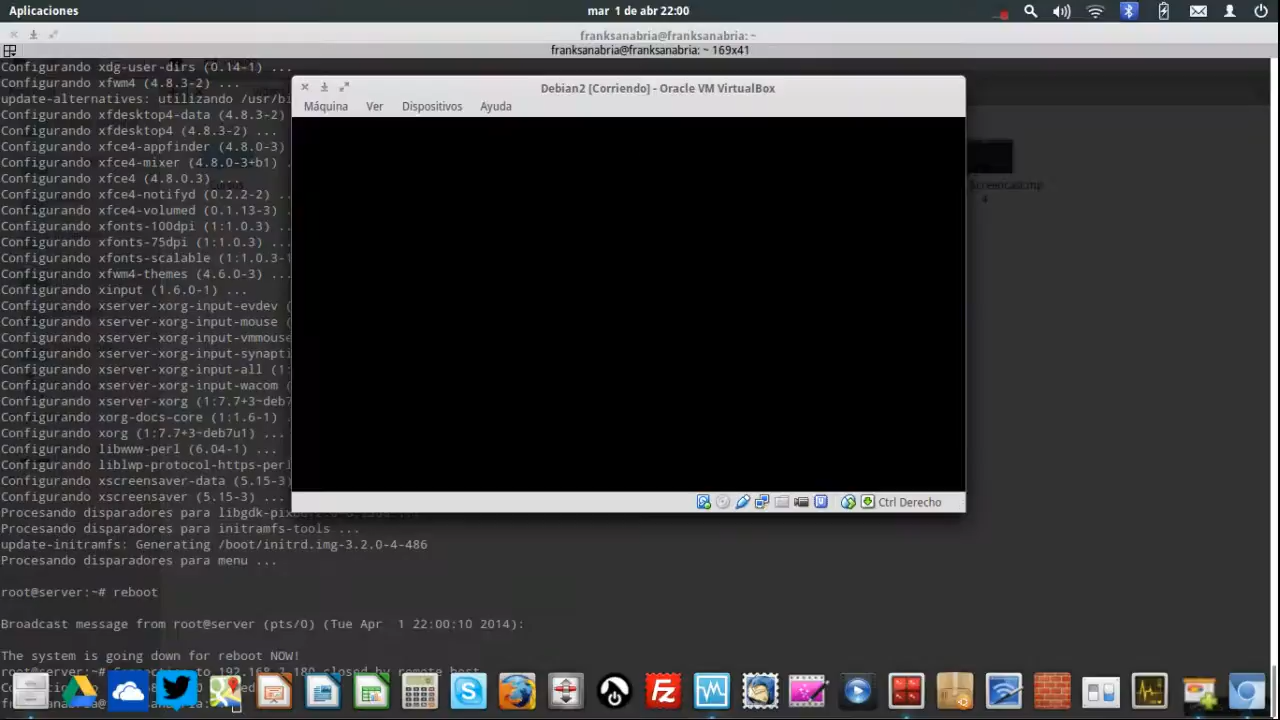 Aplicaciones
mar 1 de abr 22:00
franksanabria@franksanabria: ~
franksanabria@franksanabria: ~ 169x41
Configurando xdg-user-dirs (0.14-1) ...
Configurando xfwm4 (4.8.3-2) ...
update-alternatives: utilizando /usr/bi
Configurando xfdesktop4-data (4.8.3-2)
Configurando xfdesktop4 (4.8.3-2) ...
Configurando xfce4-appfinder (4.8.0-3)
Configurando xfce4-mixer (4.8.0-3+b1) .
Configurando xfce4 (4.8.0.3) ...
Configurando xfce4-notifyd (0.2.2-2) ..
Configurando xfce4-volumed (0.1.13-3) .
Configurando xfonts-100dpi (1:1.0.3) ..
Configurando xfonts-75dpi (1:1.0.3) ...
Configurando xfonts-scalable (1:1.0.3-1
Configurando xfwm4-themes (4.6.0-3) ...
Configurando xinput (1.6.0-1) ...
Configurando xserver-xorg-input-evdev (
Configurando xserver-xorg-input-mouse (
Configurando xserver-xorg-input-vmmouse
Configurando xserver-xorg-input-synapti
Configurando xserver-xorg-input-all (1:
Configurando xserver-xorg-input-wacom (
Configurando xserver-xorg (1:7.7+3~deb7
Configurando xorg-docs-core (1:1.6-1) .
Configurando xorg (1:7.7+3~deb7u1) ...
Configurando libwww-perl (6.04-1) ...
Configurando liblwp-protocol-https-perl
Configurando xscreensaver-data (5.15-3)
Configurando xscreensaver (5.15-3) ...
Procesando disparadores para
Procesando disparadores para initramfs-tools ...
update-initramfs: Generating /boot/initrd.img-3.2.0-4-486
Procesando disparadores para menu ...
root@server:~# reboot
Broadcast message from root@server (pts/0) (Tue Apr  1 22:00:10 2014):
The system is going down for reboot NOW!
root@server:~# Connection to closed by remote host.
Debian2 [Corriendo] - Oracle VM VirtualBox
Máquina Ver Dispositivos Ayuda
Ctrl Derecho